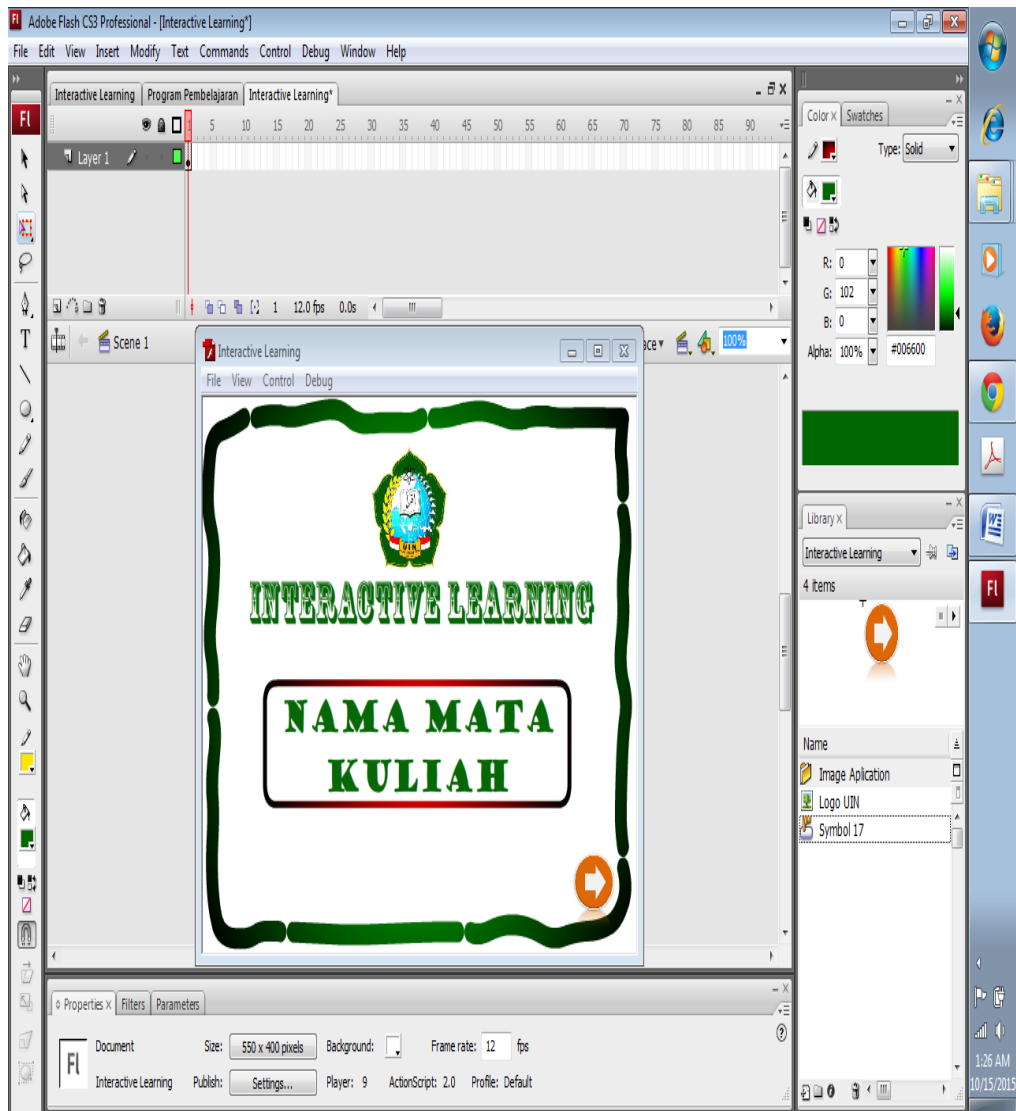 Adobe Flash CS3 Professional - [Interactive Learning*]
File Edit View Insert Modify Text Commands Control Debug Window Help
Interactive Learning Program Pembelajaran Interactive Learning*
1 5 10 15 20 25 30 35 40 45 50 55 60 65 70 75 80 85 90
Layer 1
1 12.0 fps 0.0s
Scene 1
100%
Interactive Learning
File View Control Debug
UIN
INTERACTIVE LEARNING
NAMA MATA
KULIAH
Color Swatches
Type: Solid
R: 0
G: 102
B: 0
Alpha: 100% #006600
Library
Interactive Learning
4 items
Name
Image Aplication
Logo UIN
Symbol 17
Properties Filters Parameters
Fl
Document Size: 550 x 400 pixels Background: Frame rate: 12 fps
Interactive Learning Publish: Settings... Player: 9 ActionScript: 2.0 Profile: Default
1:26 AM
10/15/2015